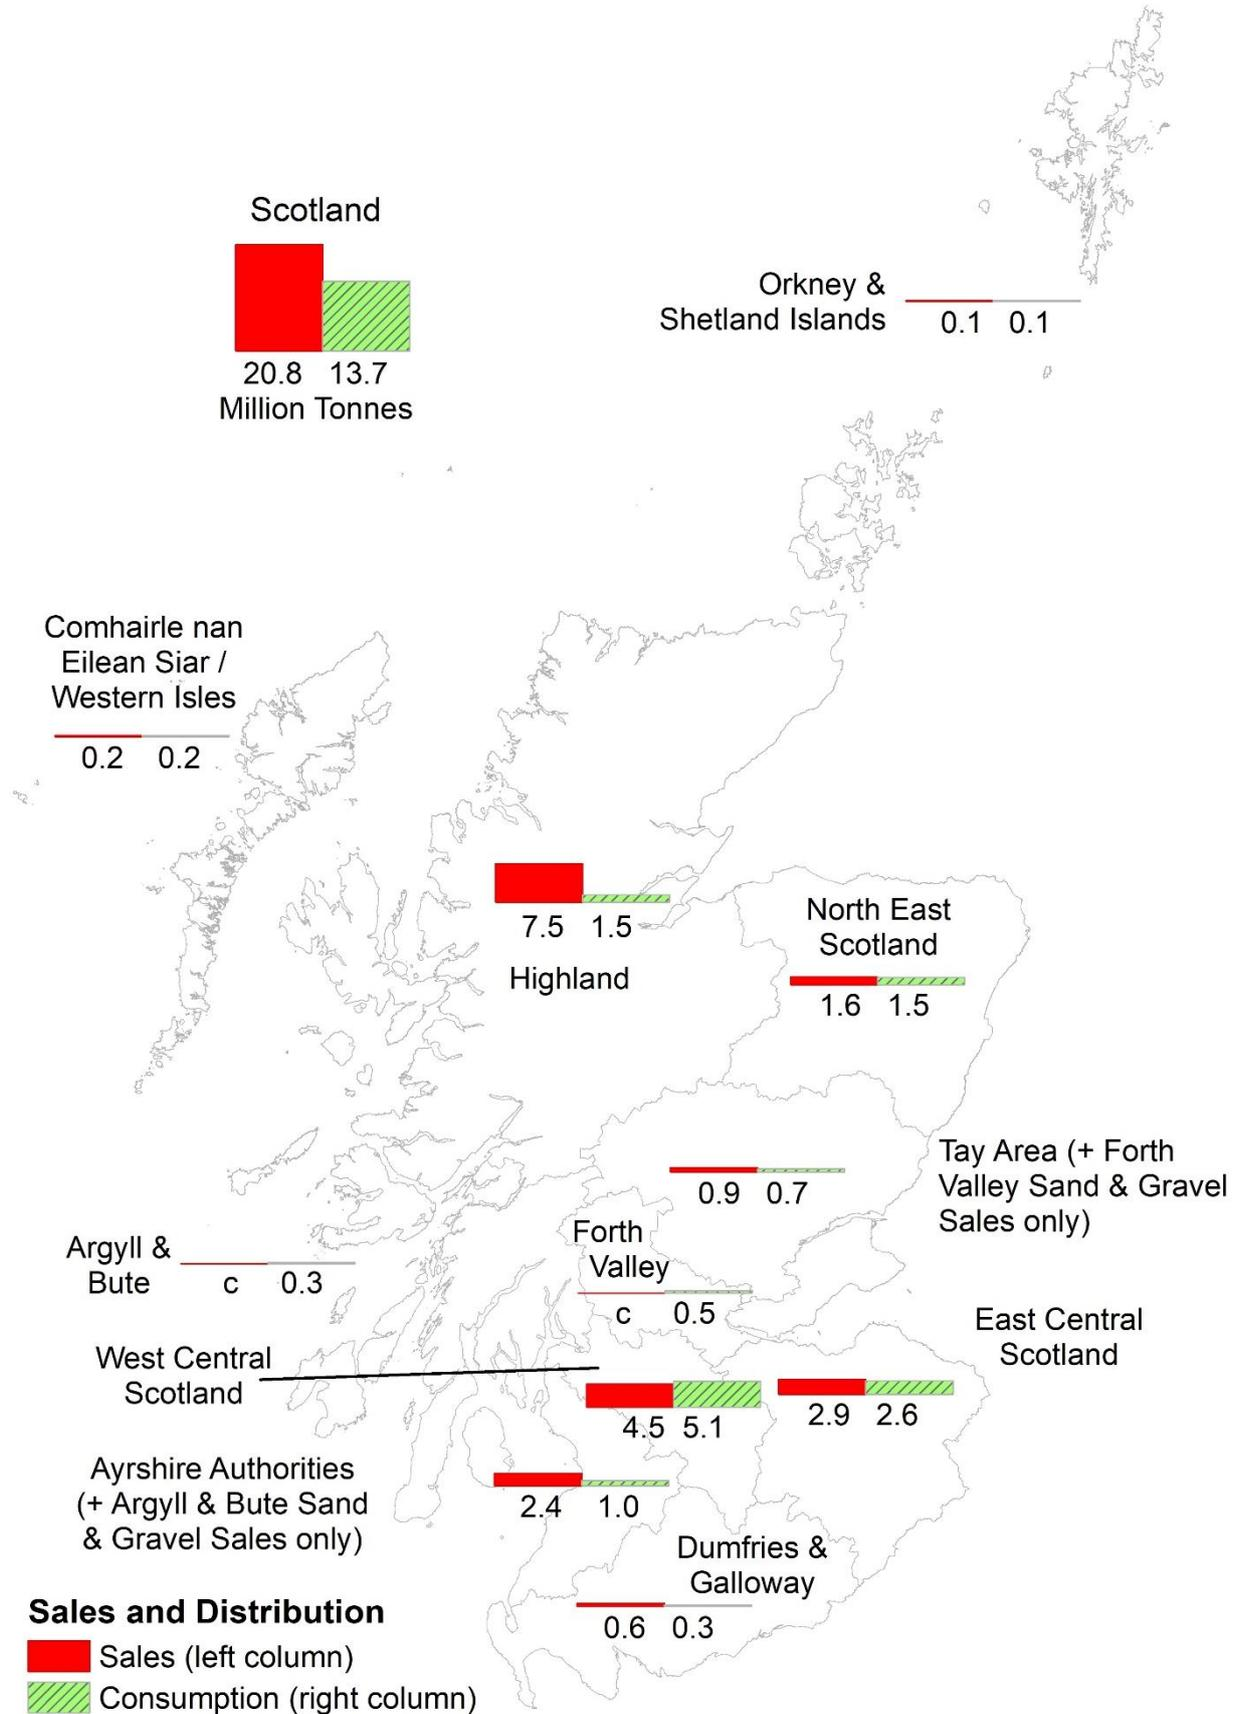 Scotland
20.8 13.7
Million Tonnes
Orkney &
Shetland Islands
0.1 0.1
Comhairle nan
Eilean Siar /
Western Isles
0.2 0.2
7.5 1.5
Highland
North East
Scotland
1.6 1.5
Tay Area (+ Forth
Valley Sand & Gravel
Sales only)
0.9 0.7
Forth
Valley
c 0.5
Argyll &
Bute
c 0.3
East Central
Scotland
2.9 2.6
West Central
Scotland
4.5 5.1
Ayrshire Authorities
(+ Argyll & Bute Sand
& Gravel Sales only)
2.4 1.0
Dumfries &
Galloway
0.6 0.3
Sales and Distribution
Sales (left column)
Consumption (right column)